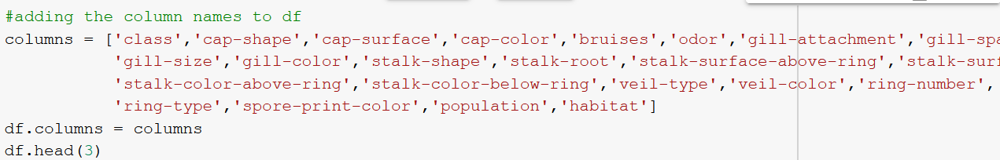 #adding the column names to df
columns = ['class','cap-shape','cap-surface','cap-color','bruises','odor','gill-attachment','gill-spa
'gill-size','gill-color','stalk-shape','stalk-root','stalk-surface-above-ring','stalk-surf
'stalk-color-above-ring','stalk-color-below-ring','veil-type','veil-color','ring-number',
'ring-type','spore-print-color','population','habitat']
df.columns = columns
df.head(3)